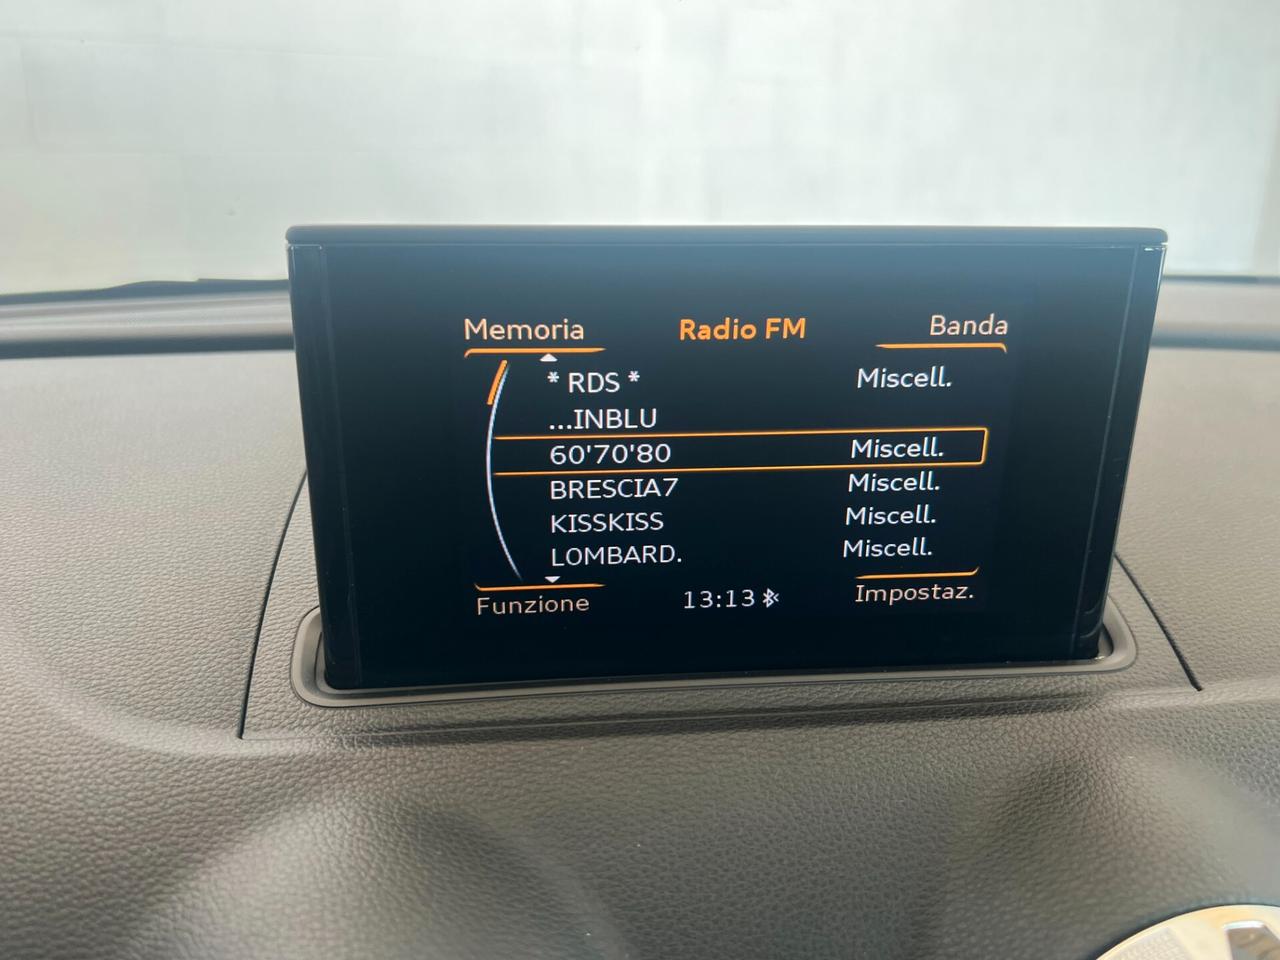 Memoria Radio FM Banda
* RDS * Miscell.
...INBLU
60'70'80 Miscell.
BRESCIA7 Miscell.
KISSKISS Miscell.
LOMBARD. Miscell.
Funzione 13:13 Impostaz.